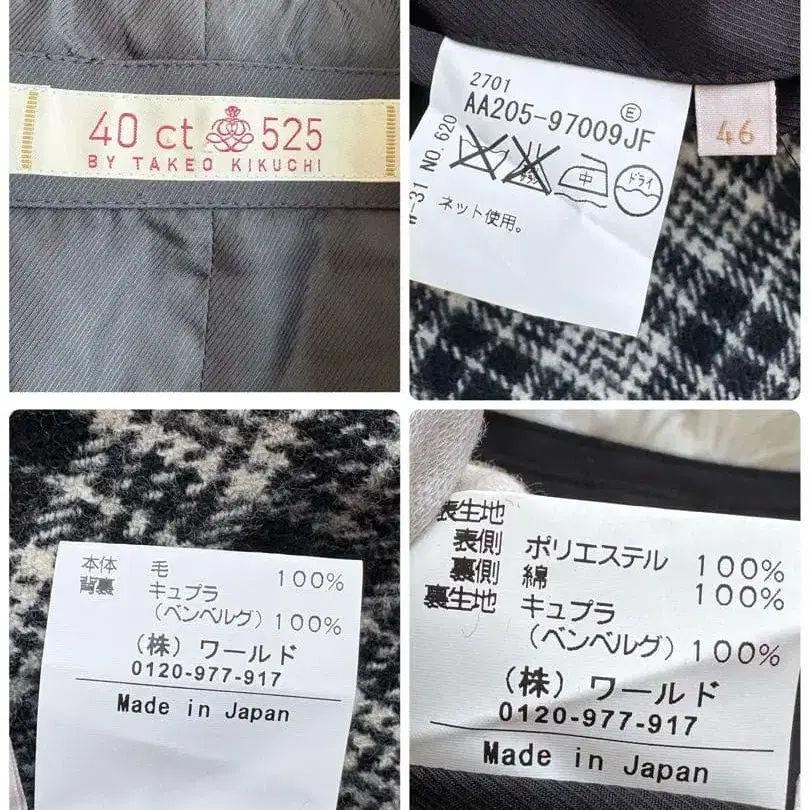 40 ct 525
BY TAKEO KIKUCHI
2701
AA205-97009JF
E
46
NO. 620
中
ドライ
ネット使用。
本体 毛 100%
背裏 キュプラ
(ベンベルグ) 100%
(株) ワールド
0120-977-917
Made in Japan
表生地
表側 ポリエステル 100%
裏側 綿 100%
裏生地 キュプラ
(ベンベルグ) 100%
(株) ワールド
0120-977-917
Made in Japan